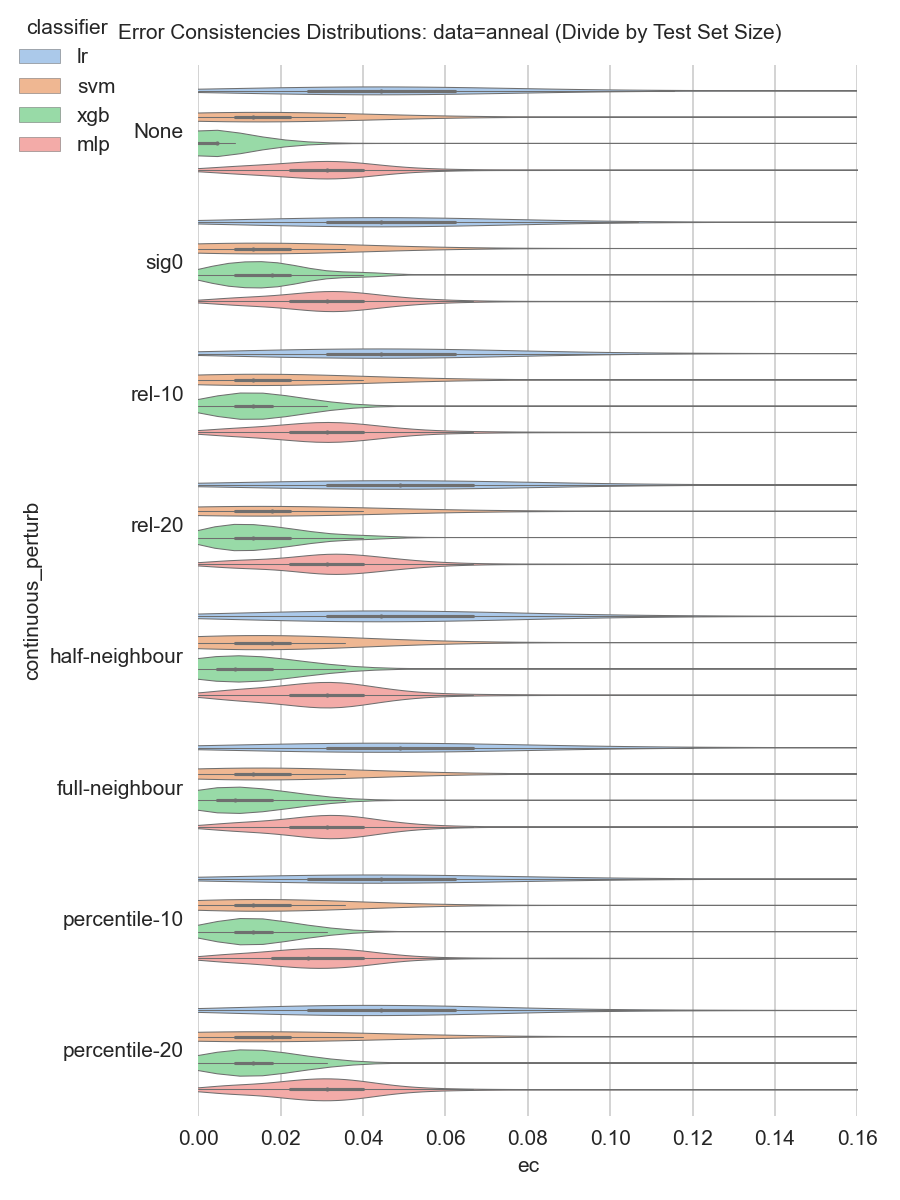 Error Consistencies Distributions: data=anneal (Divide by Test Set Size)
classifier
lr
svm
xgb
mlp
continuous_perturb
None
sig0
rel-10
rel-20
half-neighbour
full-neighbour
percentile-10
percentile-20
0.00 0.02 0.04 0.06 0.08 0.10 0.12 0.14 0.16
ec